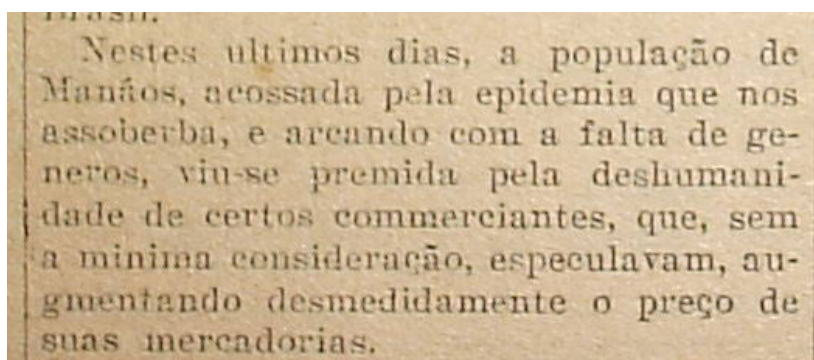 Brasil.
Nestes ultimos dias, a população de
Manáos, acossada pela epidemia que nos
assoberba, e arcando com a falta de ge-
neros, viu-se premida pela deshumani-
dade de certos commerciantes, que, sem
a minima consideração, especulavam, au-
gmentando desmedidamente o preço de
suas mercadorias.